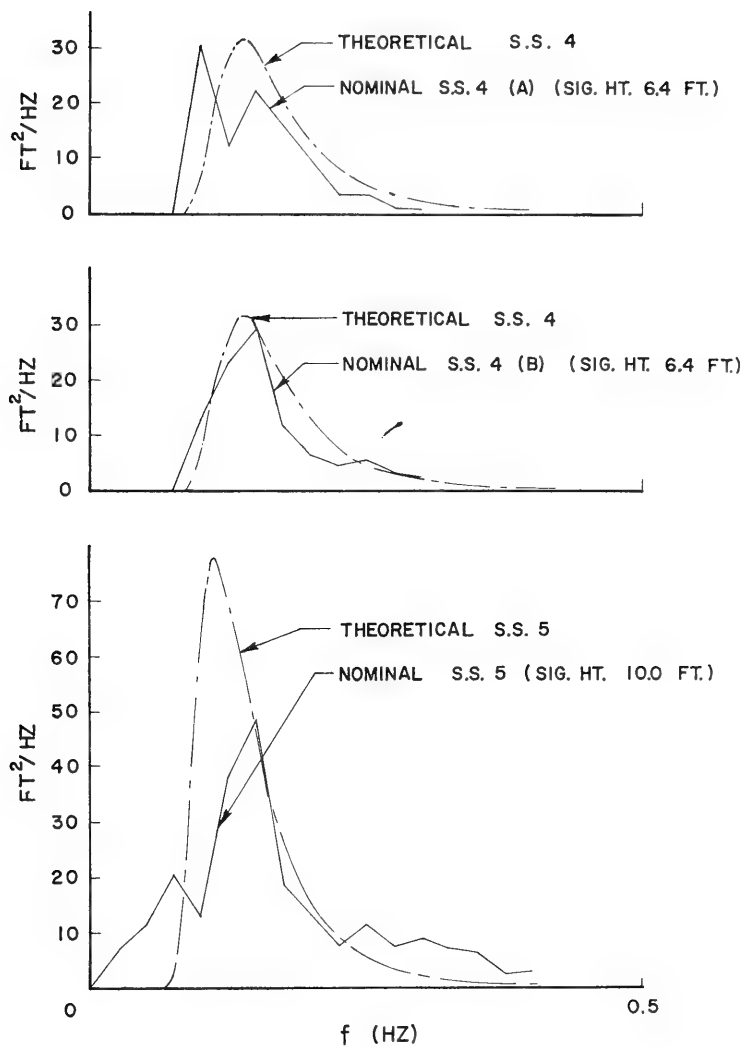 30
20
10
0
FT²/HZ
THEORETICAL S.S. 4
NOMINAL S.S. 4 (A) (SIG. HT. 6.4 FT.)
30
20
10
0
FT²/HZ
THEORETICAL S.S. 4
NOMINAL S.S. 4 (B) (SIG. HT. 6.4 FT.)
70
60
50
40
30
20
10
0
FT²/HZ
THEORETICAL S.S. 5
NOMINAL S.S. 5 (SIG. HT. 10.0 FT.)
0.5
f (HZ)